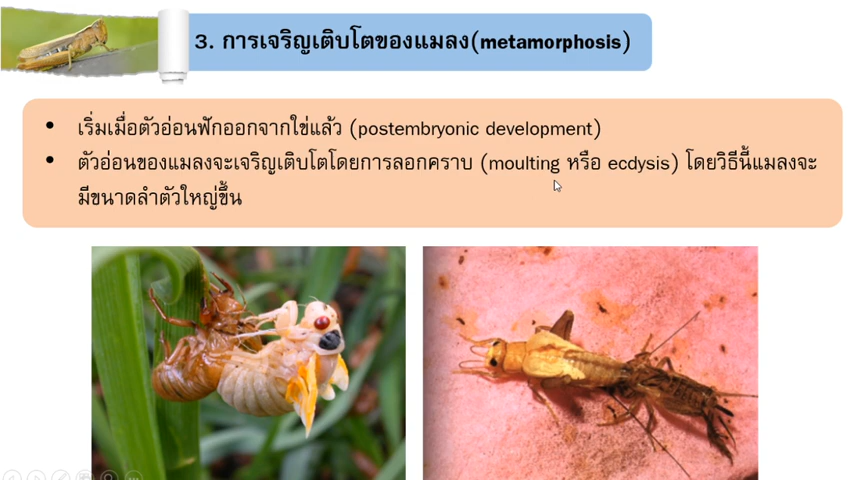 3. การเจริญเติบโตของแมลง(metamorphosis)
• เริ่มเมื่อตัวอ่อนฟักออกจากไข่แล้ว (postembryonic development)
• ตัวอ่อนของแมลงจะเจริญเติบโตโดยการลอกคราบ (moulting หรือ ecdysis) โดยวิธีนี้แมลงจะ
มีขนาดลำตัวใหญ่ขึ้น